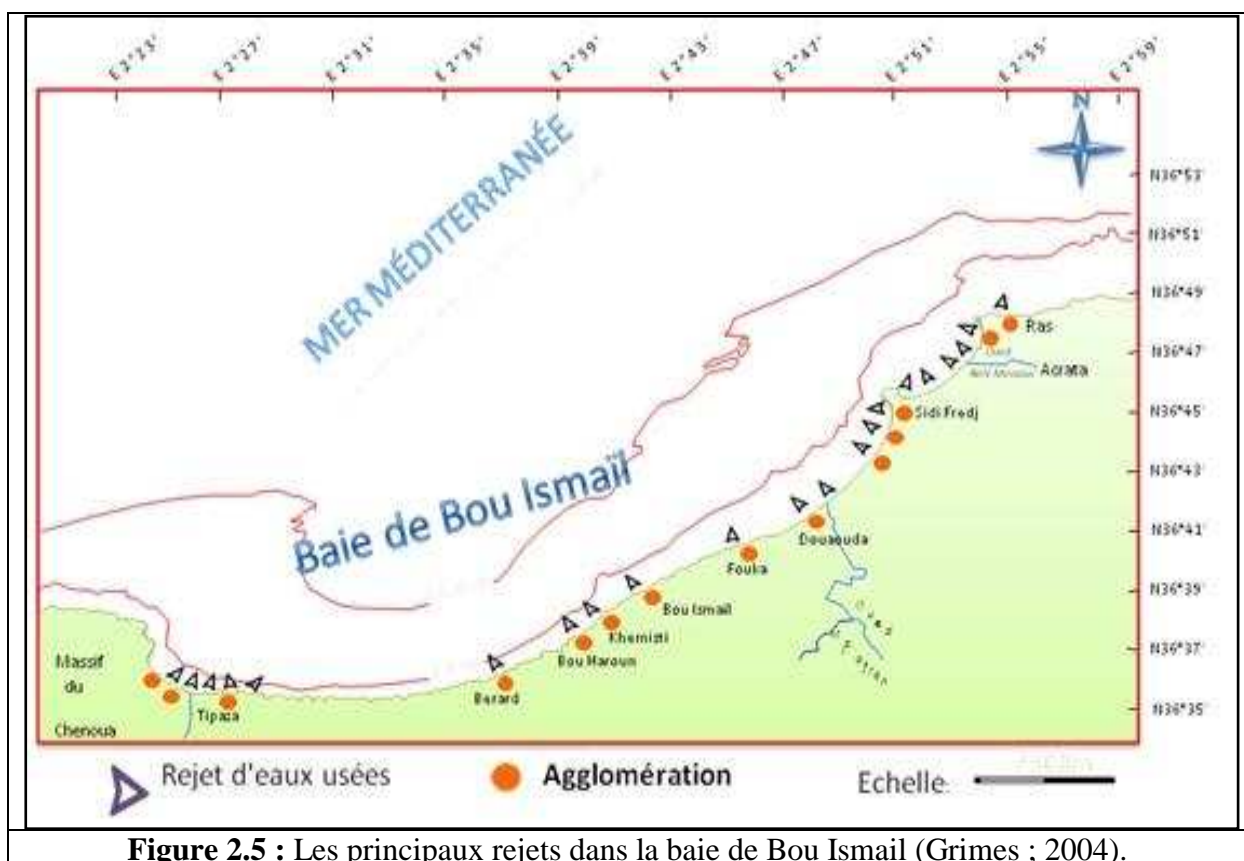 E 2°23 E 2°27 E 2°31 E 2°35 E 2°39 E 2°43 E 2°47 E 2°51 E 2°55 E 2°59
N
MER MÉDITERRANÉE
N36°53'
N36°51'
N36°49'
Ras
N36°47'
Oued
Beni Messous
Acrata
Sidi Fredj
N36°45'
N36°43'
Baie de Bou Ismaïl
N36°41'
Douaouda
Fouka
N36°39'
Bou Ismail
Khemisti
Oued
Bou Haroun
N36°37'
Massif
du
Chenoua
Berard
Tipaza
N36°35'
Rejet d'eaux usées
Agglomération
Echelle:
Figure 2.5 : Les principaux rejets dans la baie de Bou Ismail (Grimes ; 2004).